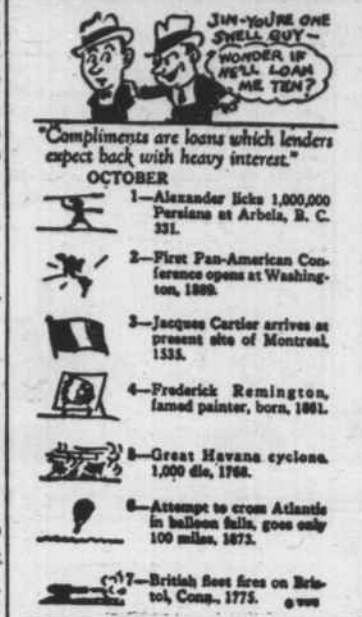 JIM-YOU'RE ONE
SWELL GUY-
WONDER IF
HE'LL LOAN
ME TEN?
"Compliments are loans which lenders
expect back with heavy interest."
OCTOBER
1—Alexander licks 1,000,000
Persians at Arbela, B. C.
331.
2—First Pan-American Con-
ference opens at Washing-
ton, 1889.
3—Jacques Cartier arrives at
present site of Montreal,
1535.
4—Frederick Remington,
famed painter, born, 1861.
5—Great Havana cyclone,
1,000 die, 1768.
6—Attempt to cross Atlantic
in balloon fails, goes only
100 miles, 1873.
7—British fleet fires on Bris-
tol, Conn., 1775.